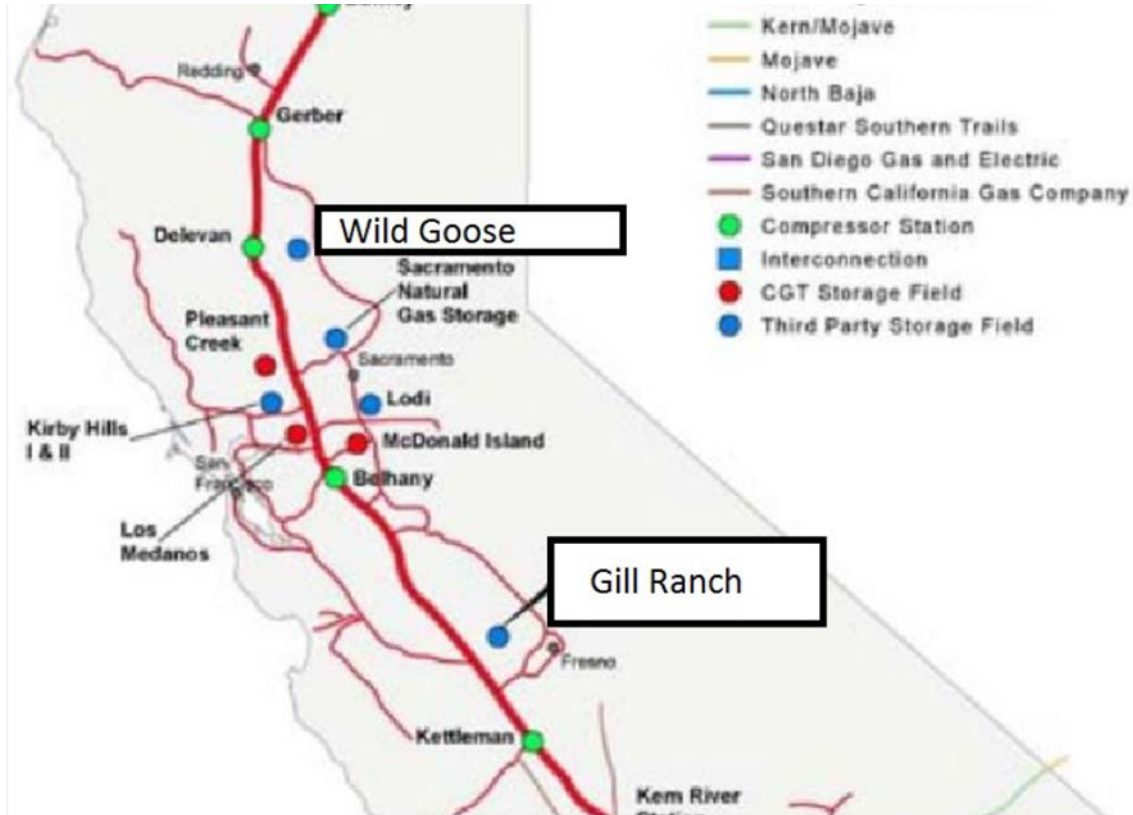 Redding
Gerber
Delevan
Wild Goose
Sacramento
Natural
Gas Storage
Pleasant
Creek
Sacramento
Lodi
Kirby Hills
I & II
McDonald Island
San
Francisco
Bethany
Los
Medanos
Gill Ranch
Fresno
Kettleman
Kern River
Kern/Mojave
Mojave
North Baja
Questar Southern Trails
San Diego Gas and Electric
Southern California Gas Company
Compressor Station
Interconnection
CGT Storage Field
Third Party Storage Field